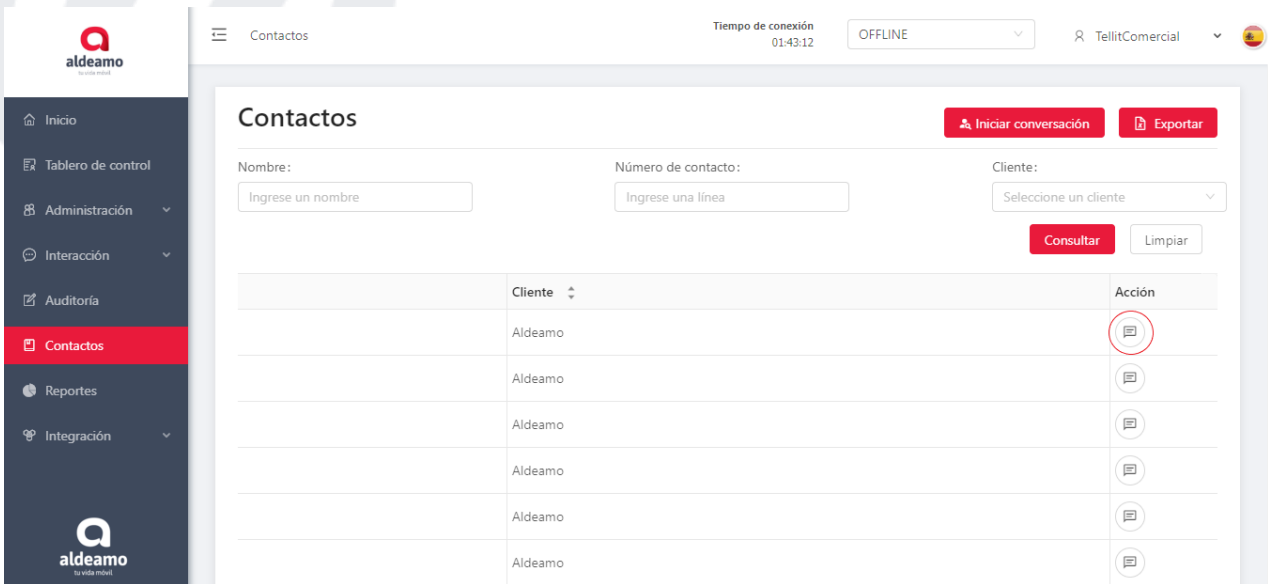 aldeamo
tu vida móvil
Contactos
Tiempo de conexión
01:43:12
OFFLINE
TellitComercial
Inicio
Tablero de control
Administración
Interacción
Auditoría
Contactos
Reportes
Integración
aldeamo
tu vida móvil
Contactos
Iniciar conversación
Exportar
Nombre:
Número de contacto:
Cliente:
Ingrese un nombre
Ingrese una línea
Seleccione un cliente
Consultar
Limpiar
Cliente
Acción
Aldeamo
Aldeamo
Aldeamo
Aldeamo
Aldeamo
Aldeamo